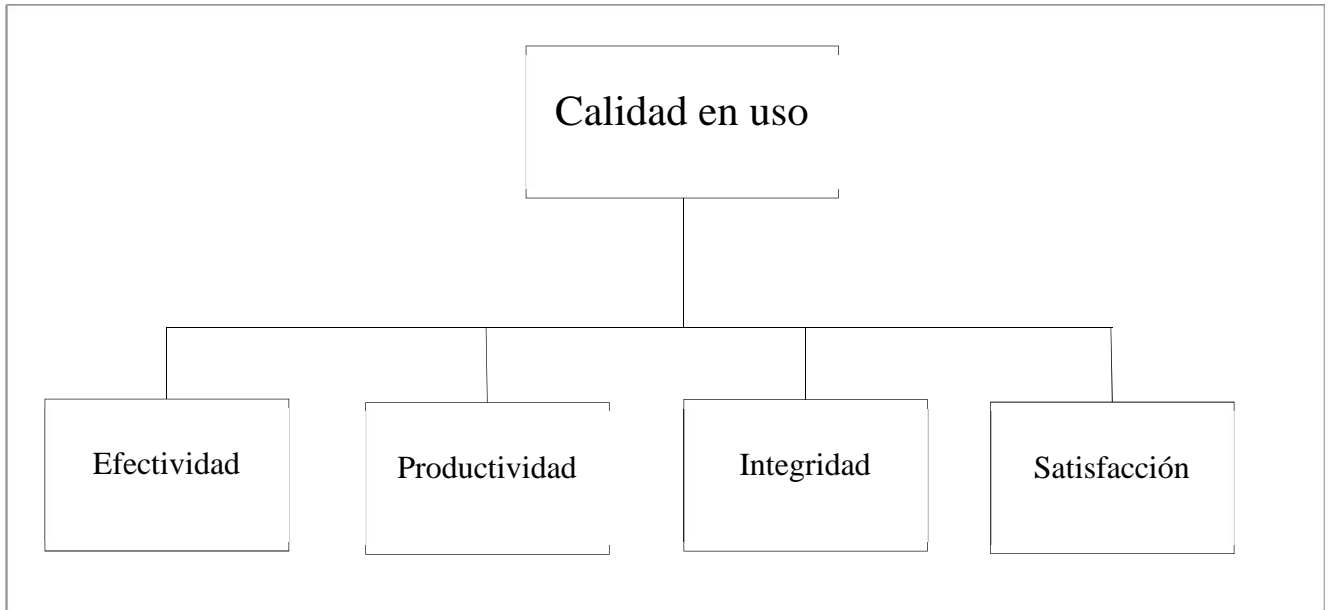 Calidad en uso
Efectividad
Productividad
Integridad
Satisfacción